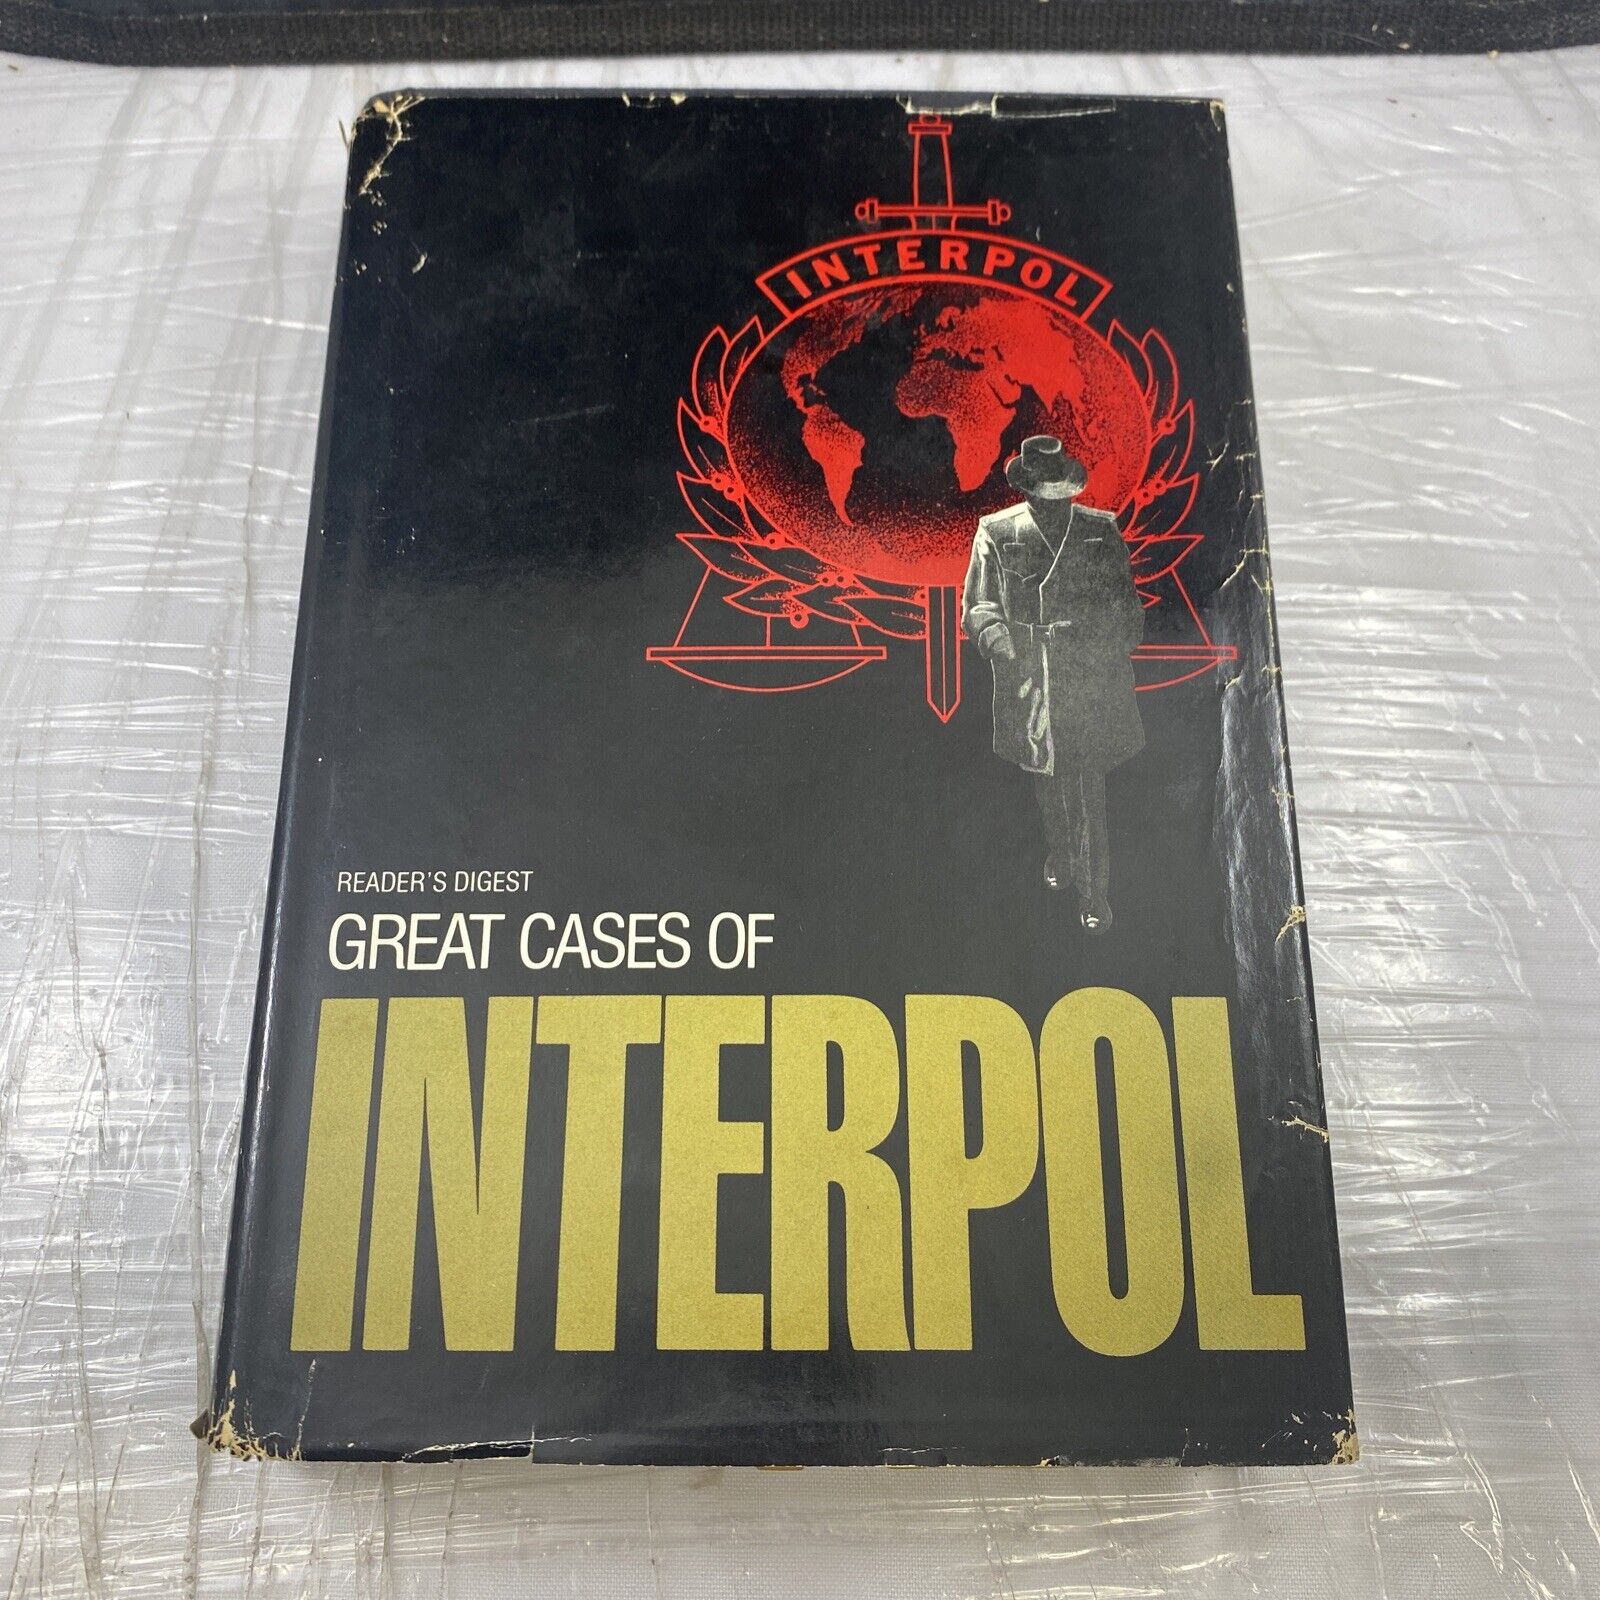 INTERPOL
READER'S DIGEST
GREAT CASES OF
INTERPOL